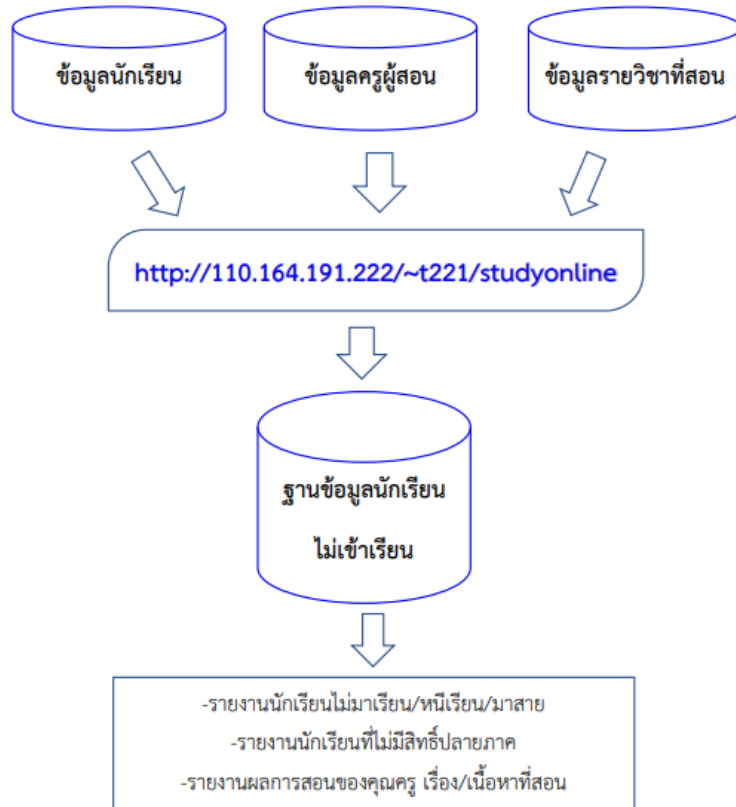 ข้อมูลนักเรียน
ข้อมูลครูผู้สอน
ข้อมูลรายวิชาที่สอน
http://110.164.191.222/~t221/studyonline
ฐานข้อมูลนักเรียน
ไม่เข้าเรียน
-รายงานนักเรียนไม่มาเรียน/หนีเรียน/มาสาย
-รายงานนักเรียนที่ไม่มีสิทธิ์ปลายภาค
-รายงานผลการสอนของคุณครู เรื่อง/เนื้อหาที่สอน